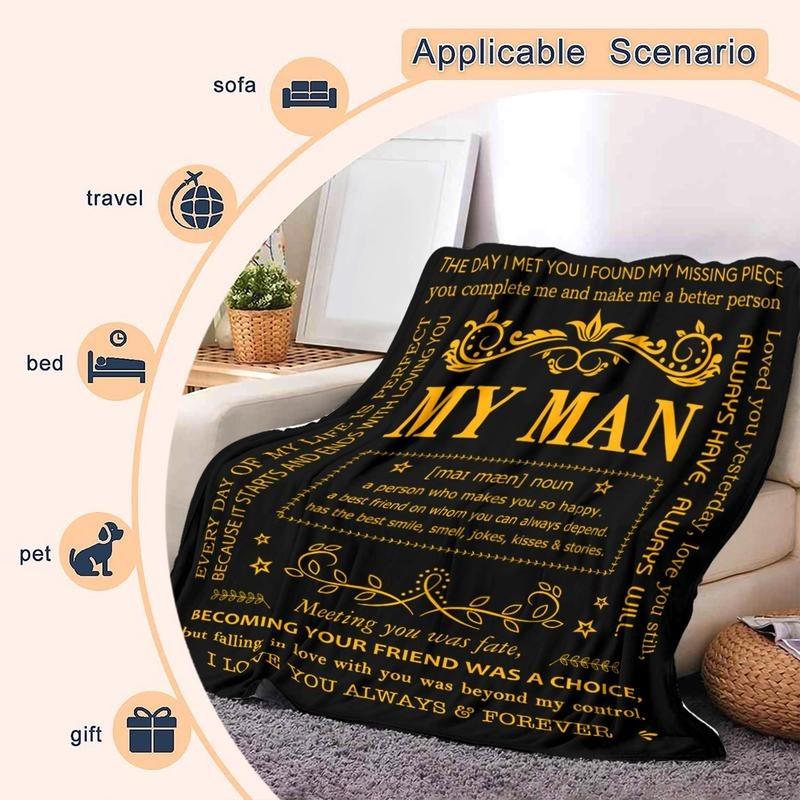 Applicable Scenario
sofa
travel
bed
pet
gift
THE DAY I MET YOU I FOUND MY MISSING PIECE
you complete me and make me a better person
MY MAN
[maɪ mæn] noun
a person who makes you so happy.
a best friend on whom you can always depend.
has the best smile, smell, jokes, kisses & stories.
EVERY DAY OF MY LIFE IS PERFECT
BECAUSE IT STARTS AND ENDS WITH LOVING YOU
Loved you yesterday, love you still,
ALWAYS HAVE ALWAYS WILL.
Meeting you was fate,
BECOMING YOUR FRIEND WAS A CHOICE,
but falling in love with you was beyond my control.
I LOVE YOU ALWAYS & FOREVER